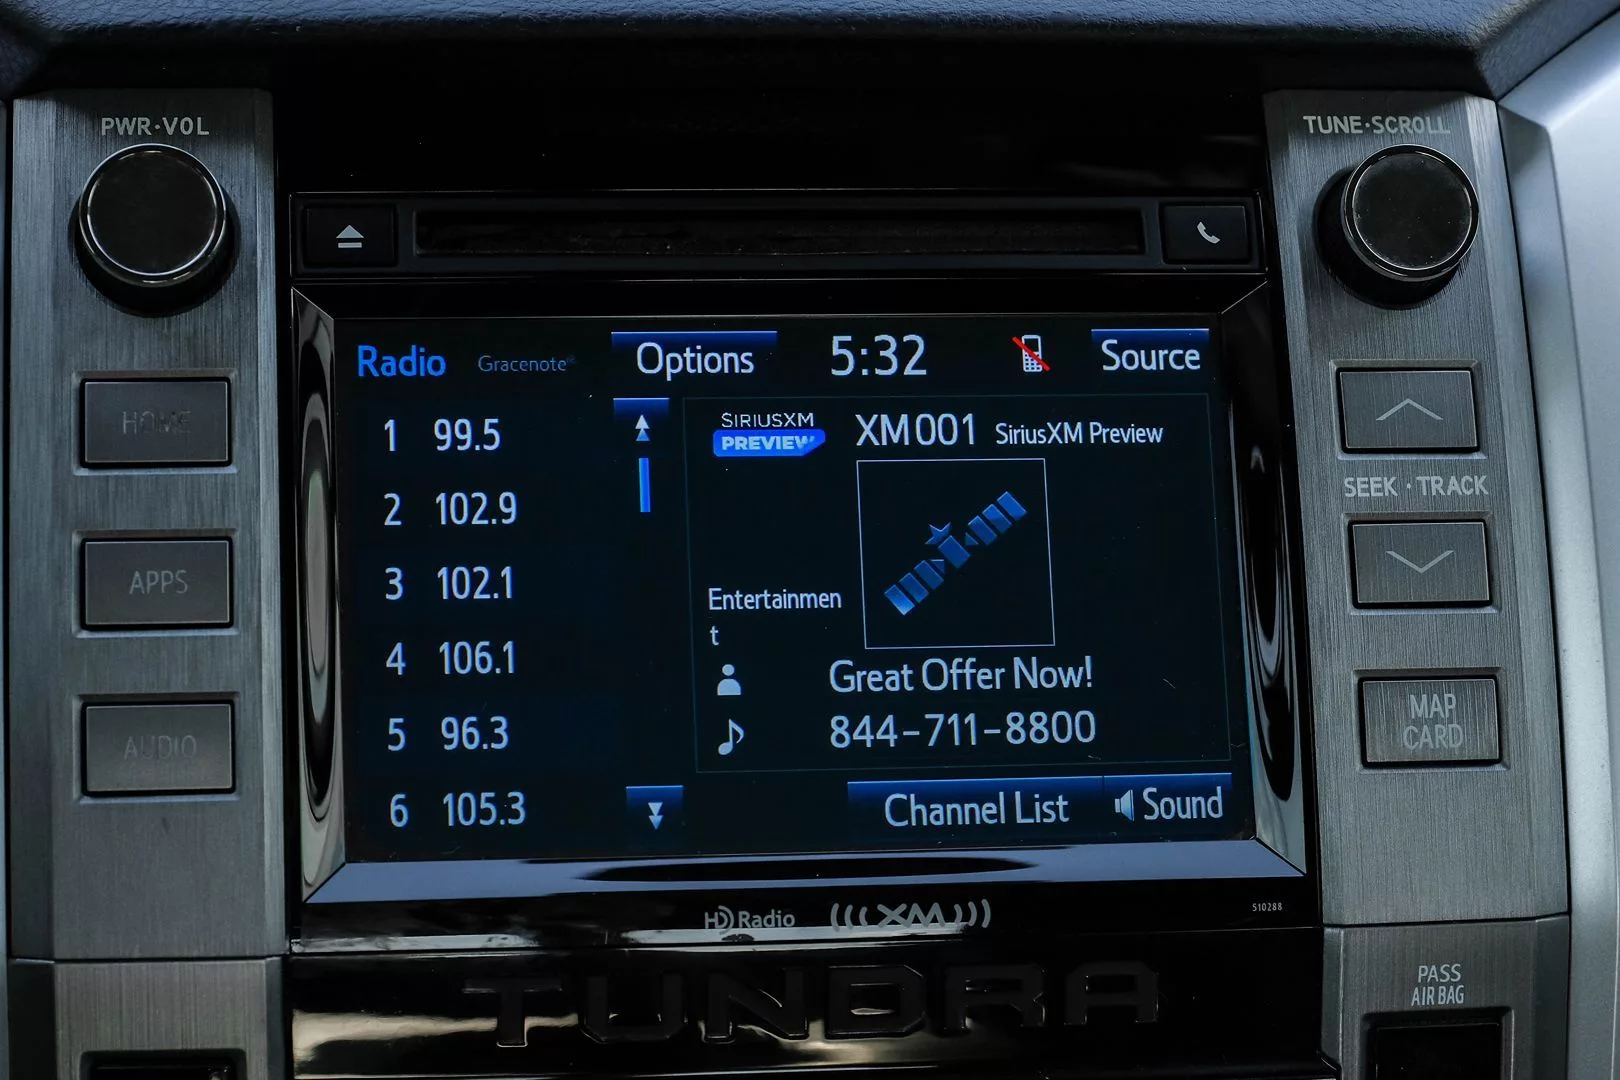 PWR·VOL
TUNE·SCROLL
HOME
APPS
AUDIO
Radio Gracenote® Options 5:32 Source
1 99.5
2 102.9
3 102.1
4 106.1
5 96.3
6 105.3
SIRIUSXM
PREVIEW
XM001 SiriusXM Preview
Entertainmen
t
Great Offer Now!
844-711-8800
Channel List Sound
SEEK · TRACK
MAP
CARD
HD Radio
((( XM )))
510288
TUNDRA
PASS
AIR BAG